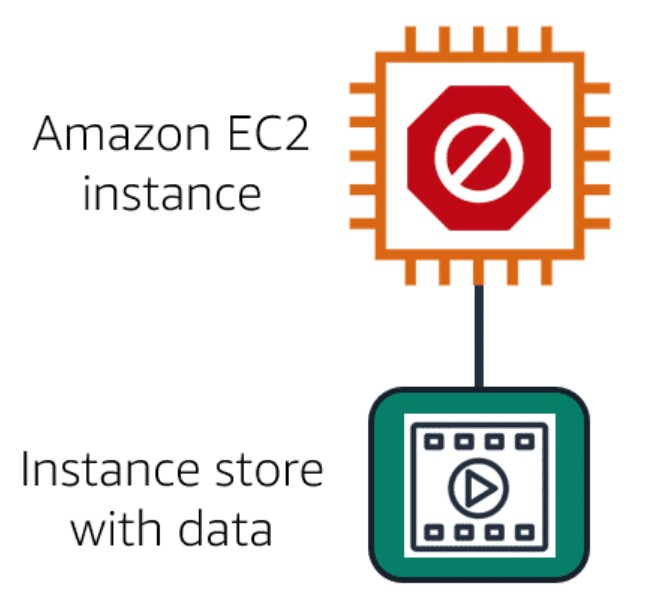 Amazon EC2
instance
Instance store
with data